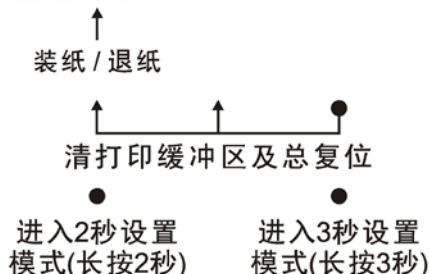 装纸 / 退纸
清打印缓冲区及总复位
进入2秒设置
模式(长按2秒)
进入3秒设置
模式(长按3秒)